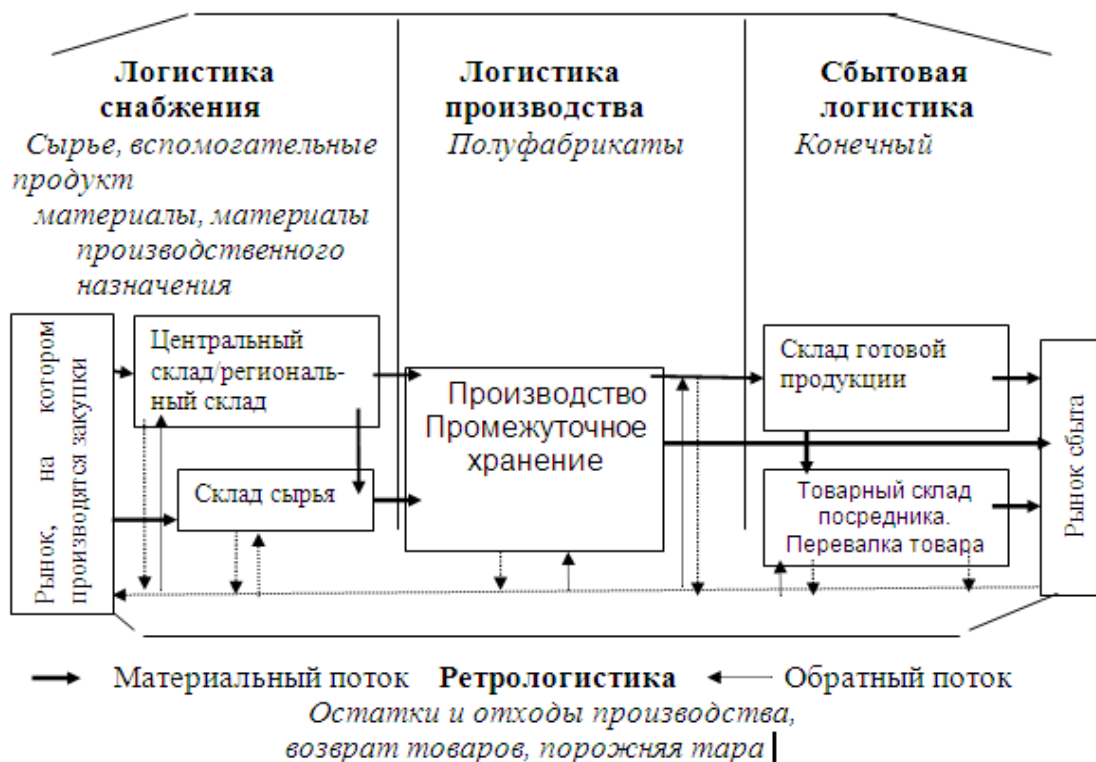 Логистика
снабжения
Сырье, вспомогательные
продукт
материалы, материалы
производственного
назначения
Логистика
производства
Полуфабрикаты
Сбытовая
логистика
Конечный
Рынок, на котором
производятся закупки
Центральный
склад/региональ-
ный склад
Склад сырья
Производство
Промежуточное
хранение
Склад готовой
продукции
Товарный склад
посредника.
Перевалка товара
Рынок сбыта
Материальный поток Ретрологистика Обратный поток
Остатки и отходы производства,
возврат товаров, порожняя тара